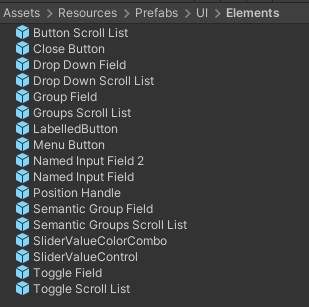 Assets > Resources > Prefabs > UI > Elements
Button Scroll List
Close Button
Drop Down Field
Drop Down Scroll List
Group Field
Groups Scroll List
LabelledButton
Menu Button
Named Input Field 2
Named Input Field
Position Handle
Semantic Group Field
Semantic Groups Scroll List
SliderValueColorCombo
SliderValueControl
Toggle Field
Toggle Scroll List